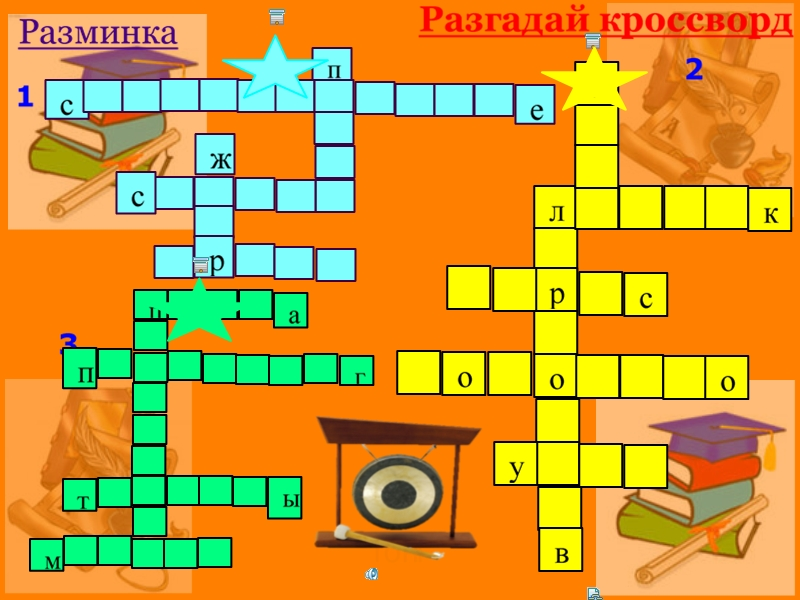 Разминка
Разгадай кроссворд
1
2
п
с
е
ж
с
л
к
р
р
с
ц
а
3
п
г
о
о
о
у
т
ы
в
м